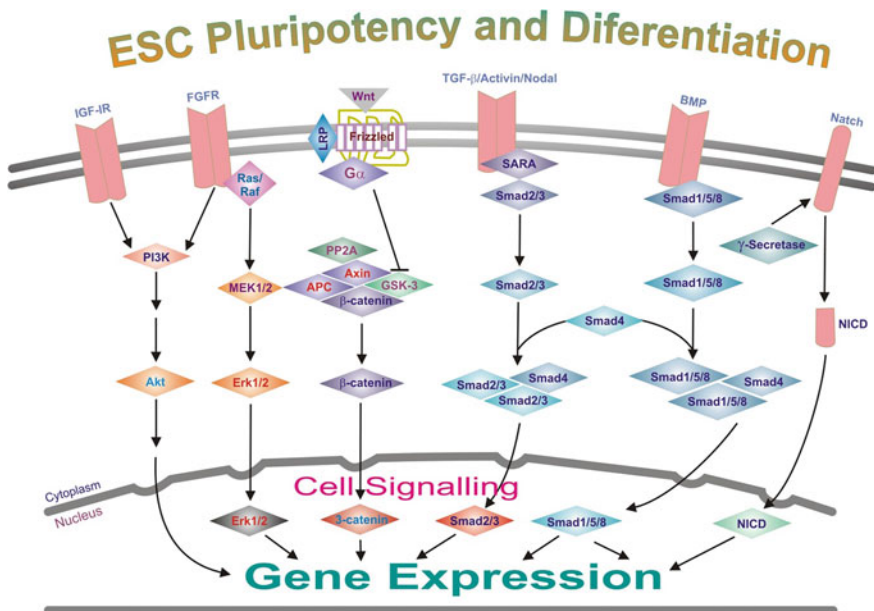 ESC Pluripotency and Diferentiation
IGF-IR
FGFR
Wnt
LRP
Frizzled
TGF-β/Activin/Nodal
BMP
Natch
Ras/
Raf
Gα
SARA
Smad2/3
Smad1/5/8
γ-Secretase
PI3K
MEK1/2
PP2A
Axin
APC
GSK-3
β-catenin
Smad2/3
Smad1/5/8
Smad4
NICD
Akt
Erk1/2
β-catenin
Smad2/3
Smad4
Smad2/3
Smad1/5/8
Smad4
Smad1/5/8
Cytoplasm
Nucleus
Cell Signalling
Erk1/2
3-catenin
Smad2/3
Smad1/5/8
NICD
Gene Expression